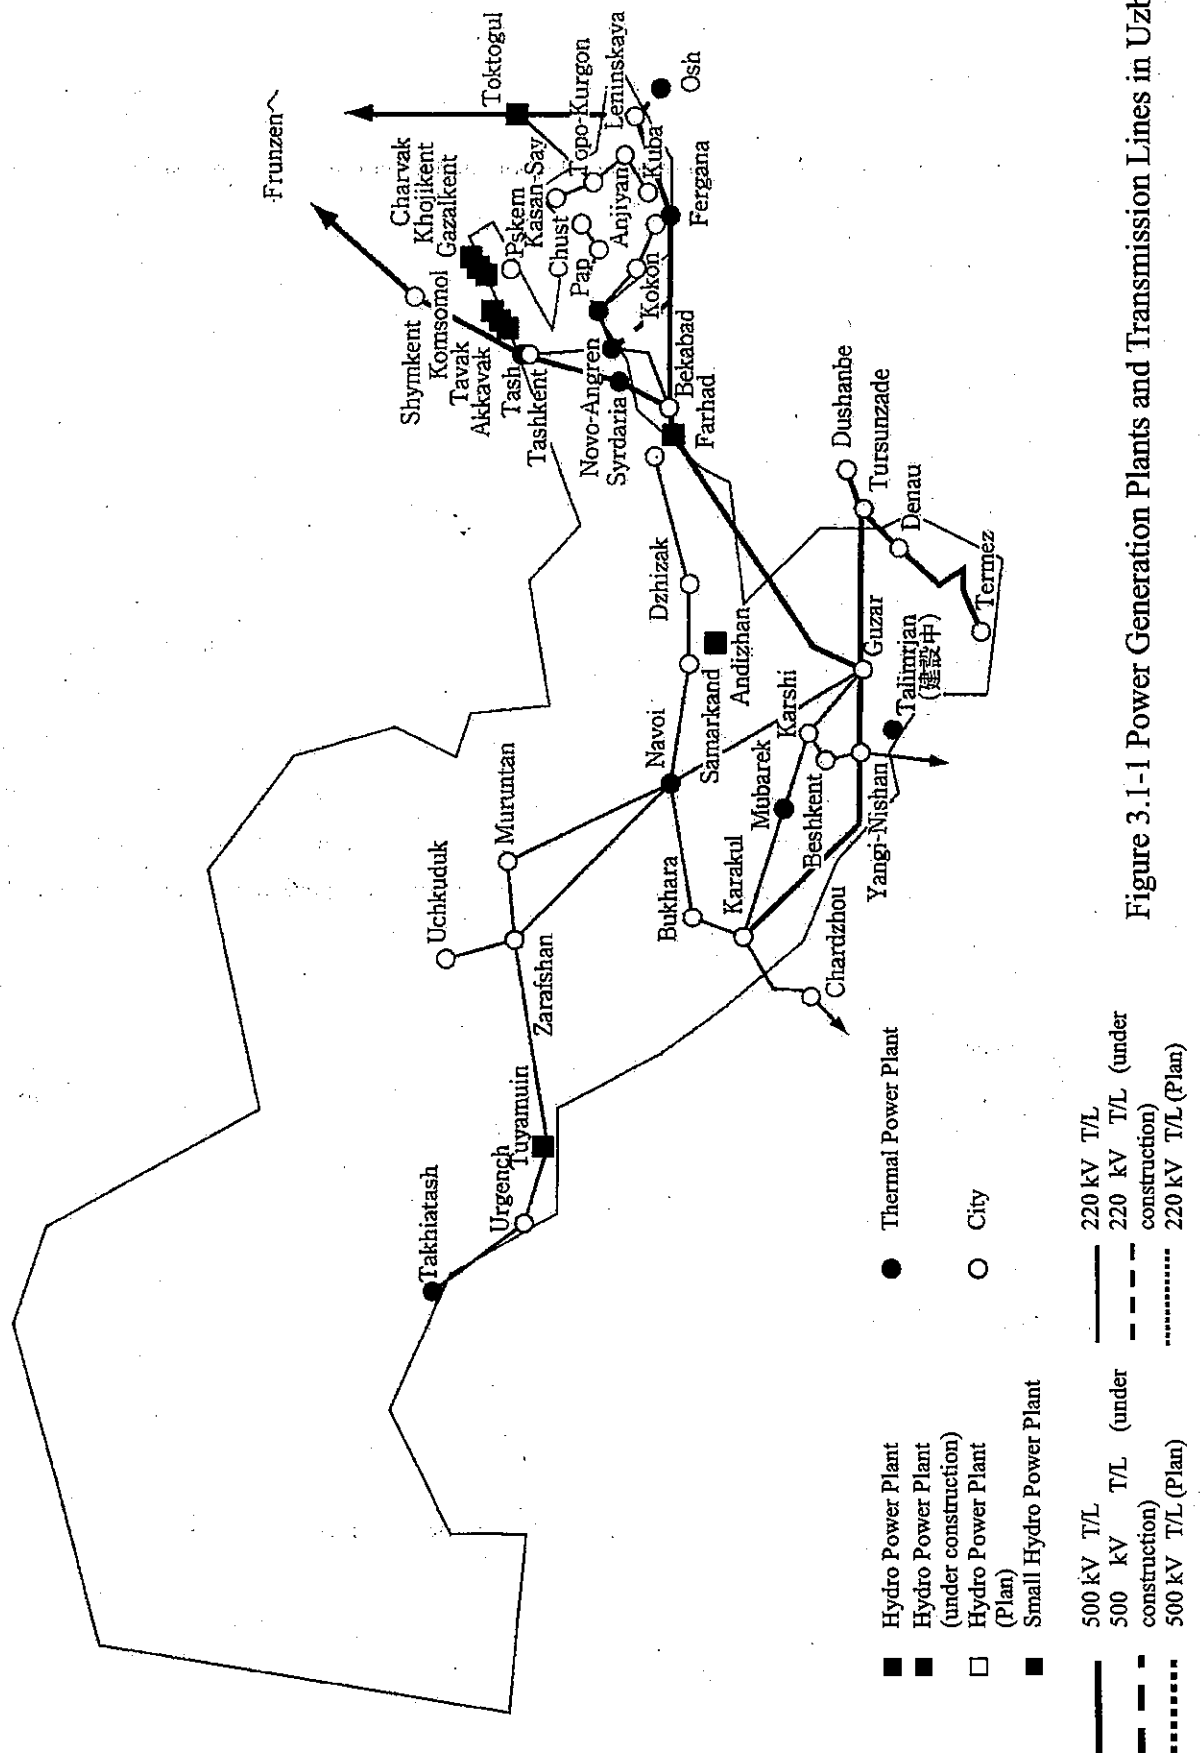 Frunzen
Toktogul
Charvak
Khojikent
Gazalkent
Pskem
Kasan-Say
Topo-Kurgon
Leninskaya
Osh
Shymkent
Komsomol
Tavak
Akkavak
Tash
Tashkent
Chust
Pap
Anjiyan
Kuba
Fergana
Novo-Angren
Syrdaria
Kokon
Bekabad
Farhad
Dushanbe
Tursunzade
Denau
Termez
Dzhizak
Andizhan
Samarkand
Navoi
Guzar
Talimrjan
(建設中)
Karshi
Mubarek
Beshkent
Yangi-Nishan
Muruntan
Uchkuduk
Zarafshan
Bukhara
Karakul
Chardzhou
Tuyamuin
Urgench
Takhiatash
Hydro Power Plant
Hydro Power Plant
(under construction)
Hydro Power Plant
(Plan)
Small Hydro Power Plant
Thermal Power Plant
City
500 kV T/L
500 kV T/L (under
construction)
500 kV T/L (Plan)
220 kV T/L
220 kV T/L (under
construction)
220 kV T/L (Plan)
Figure 3.1-1 Power Generation Plants and Transmission Lines in Uzb